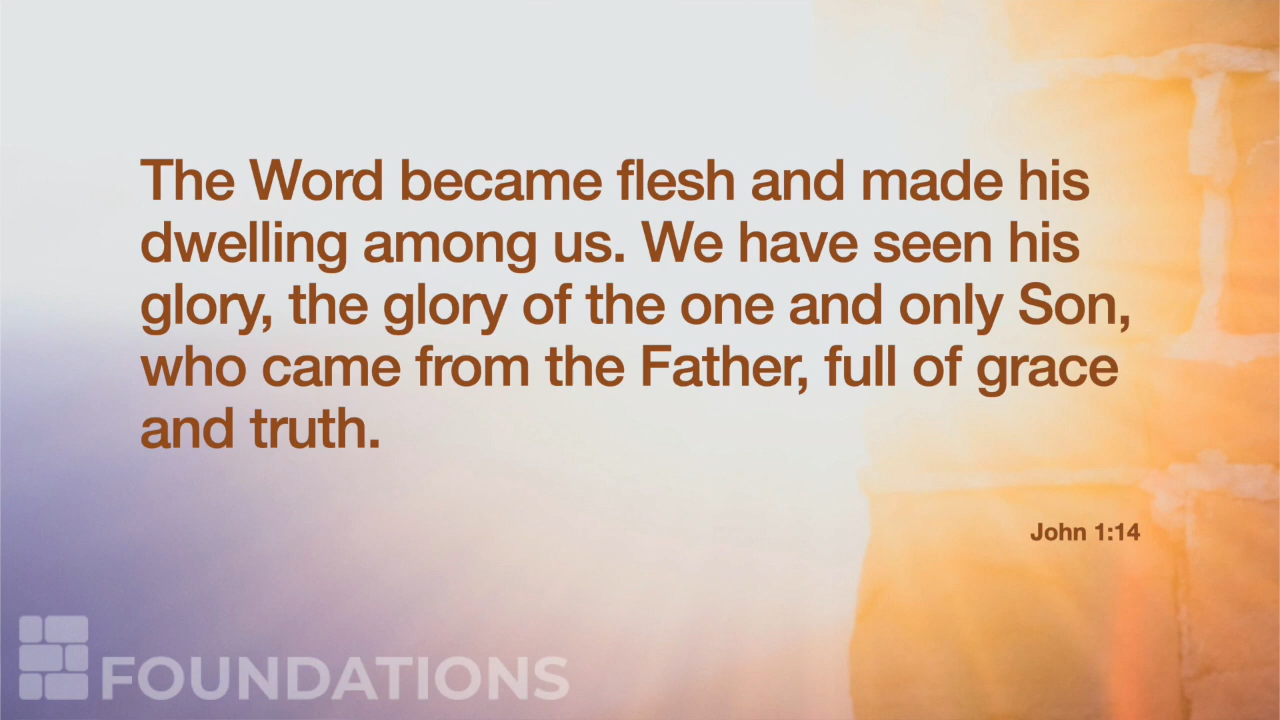 The Word became flesh and made his
dwelling among us. We have seen his
glory, the glory of the one and only Son,
who came from the Father, full of grace
and truth.
John 1:14
FOUNDATIONS